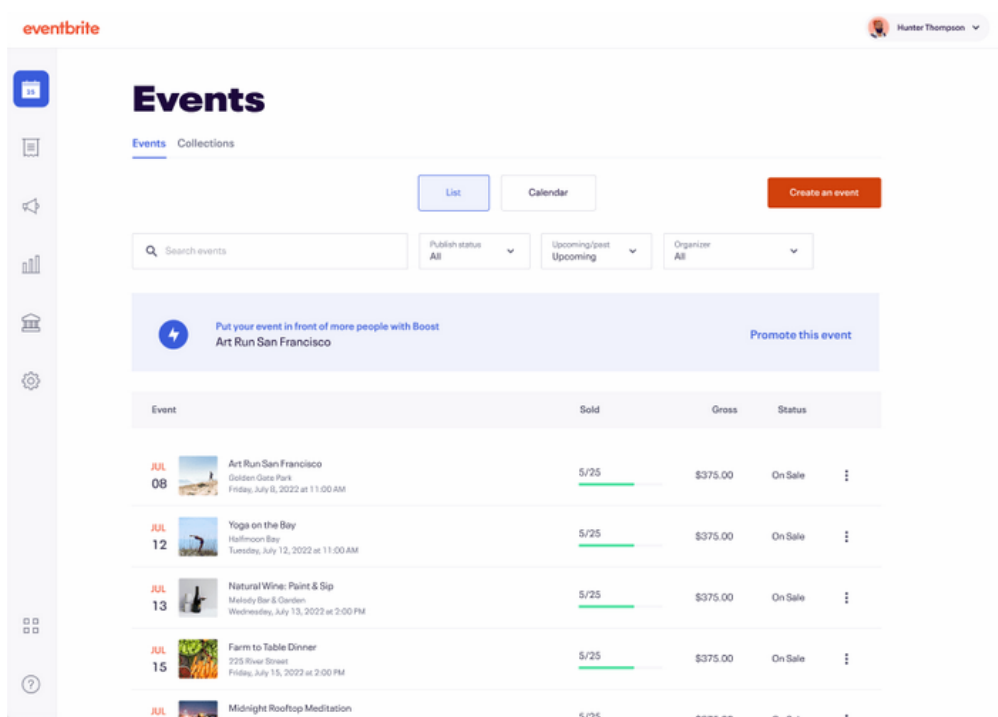 eventbrite
Hunter Thompson
Events
Events Collections
List Calendar Create an event
Search events
Publish status
All
Upcoming/past
Upcoming
Organizer
All
Put your event in front of more people with Boost
Art Run San Francisco
Promote this event
Event Sold Gross Status
JUL
08
Art Run San Francisco
Golden Gate Park
Friday, July 8, 2022 at 11:00 AM
5/25 $375.00 On Sale
JUL
12
Yoga on the Bay
Halfmoon Bay
Tuesday, July 12, 2022 at 11:00 AM
5/25 $375.00 On Sale
JUL
13
Natural Wine: Paint & Sip
Melody Bar & Garden
Wednesday, July 13, 2022 at 2:00 PM
5/25 $375.00 On Sale
JUL
15
Farm to Table Dinner
225 River Street
Friday, July 15, 2022 at 2:00 PM
5/25 $375.00 On Sale
JUL
Midnight Rooftop Meditation